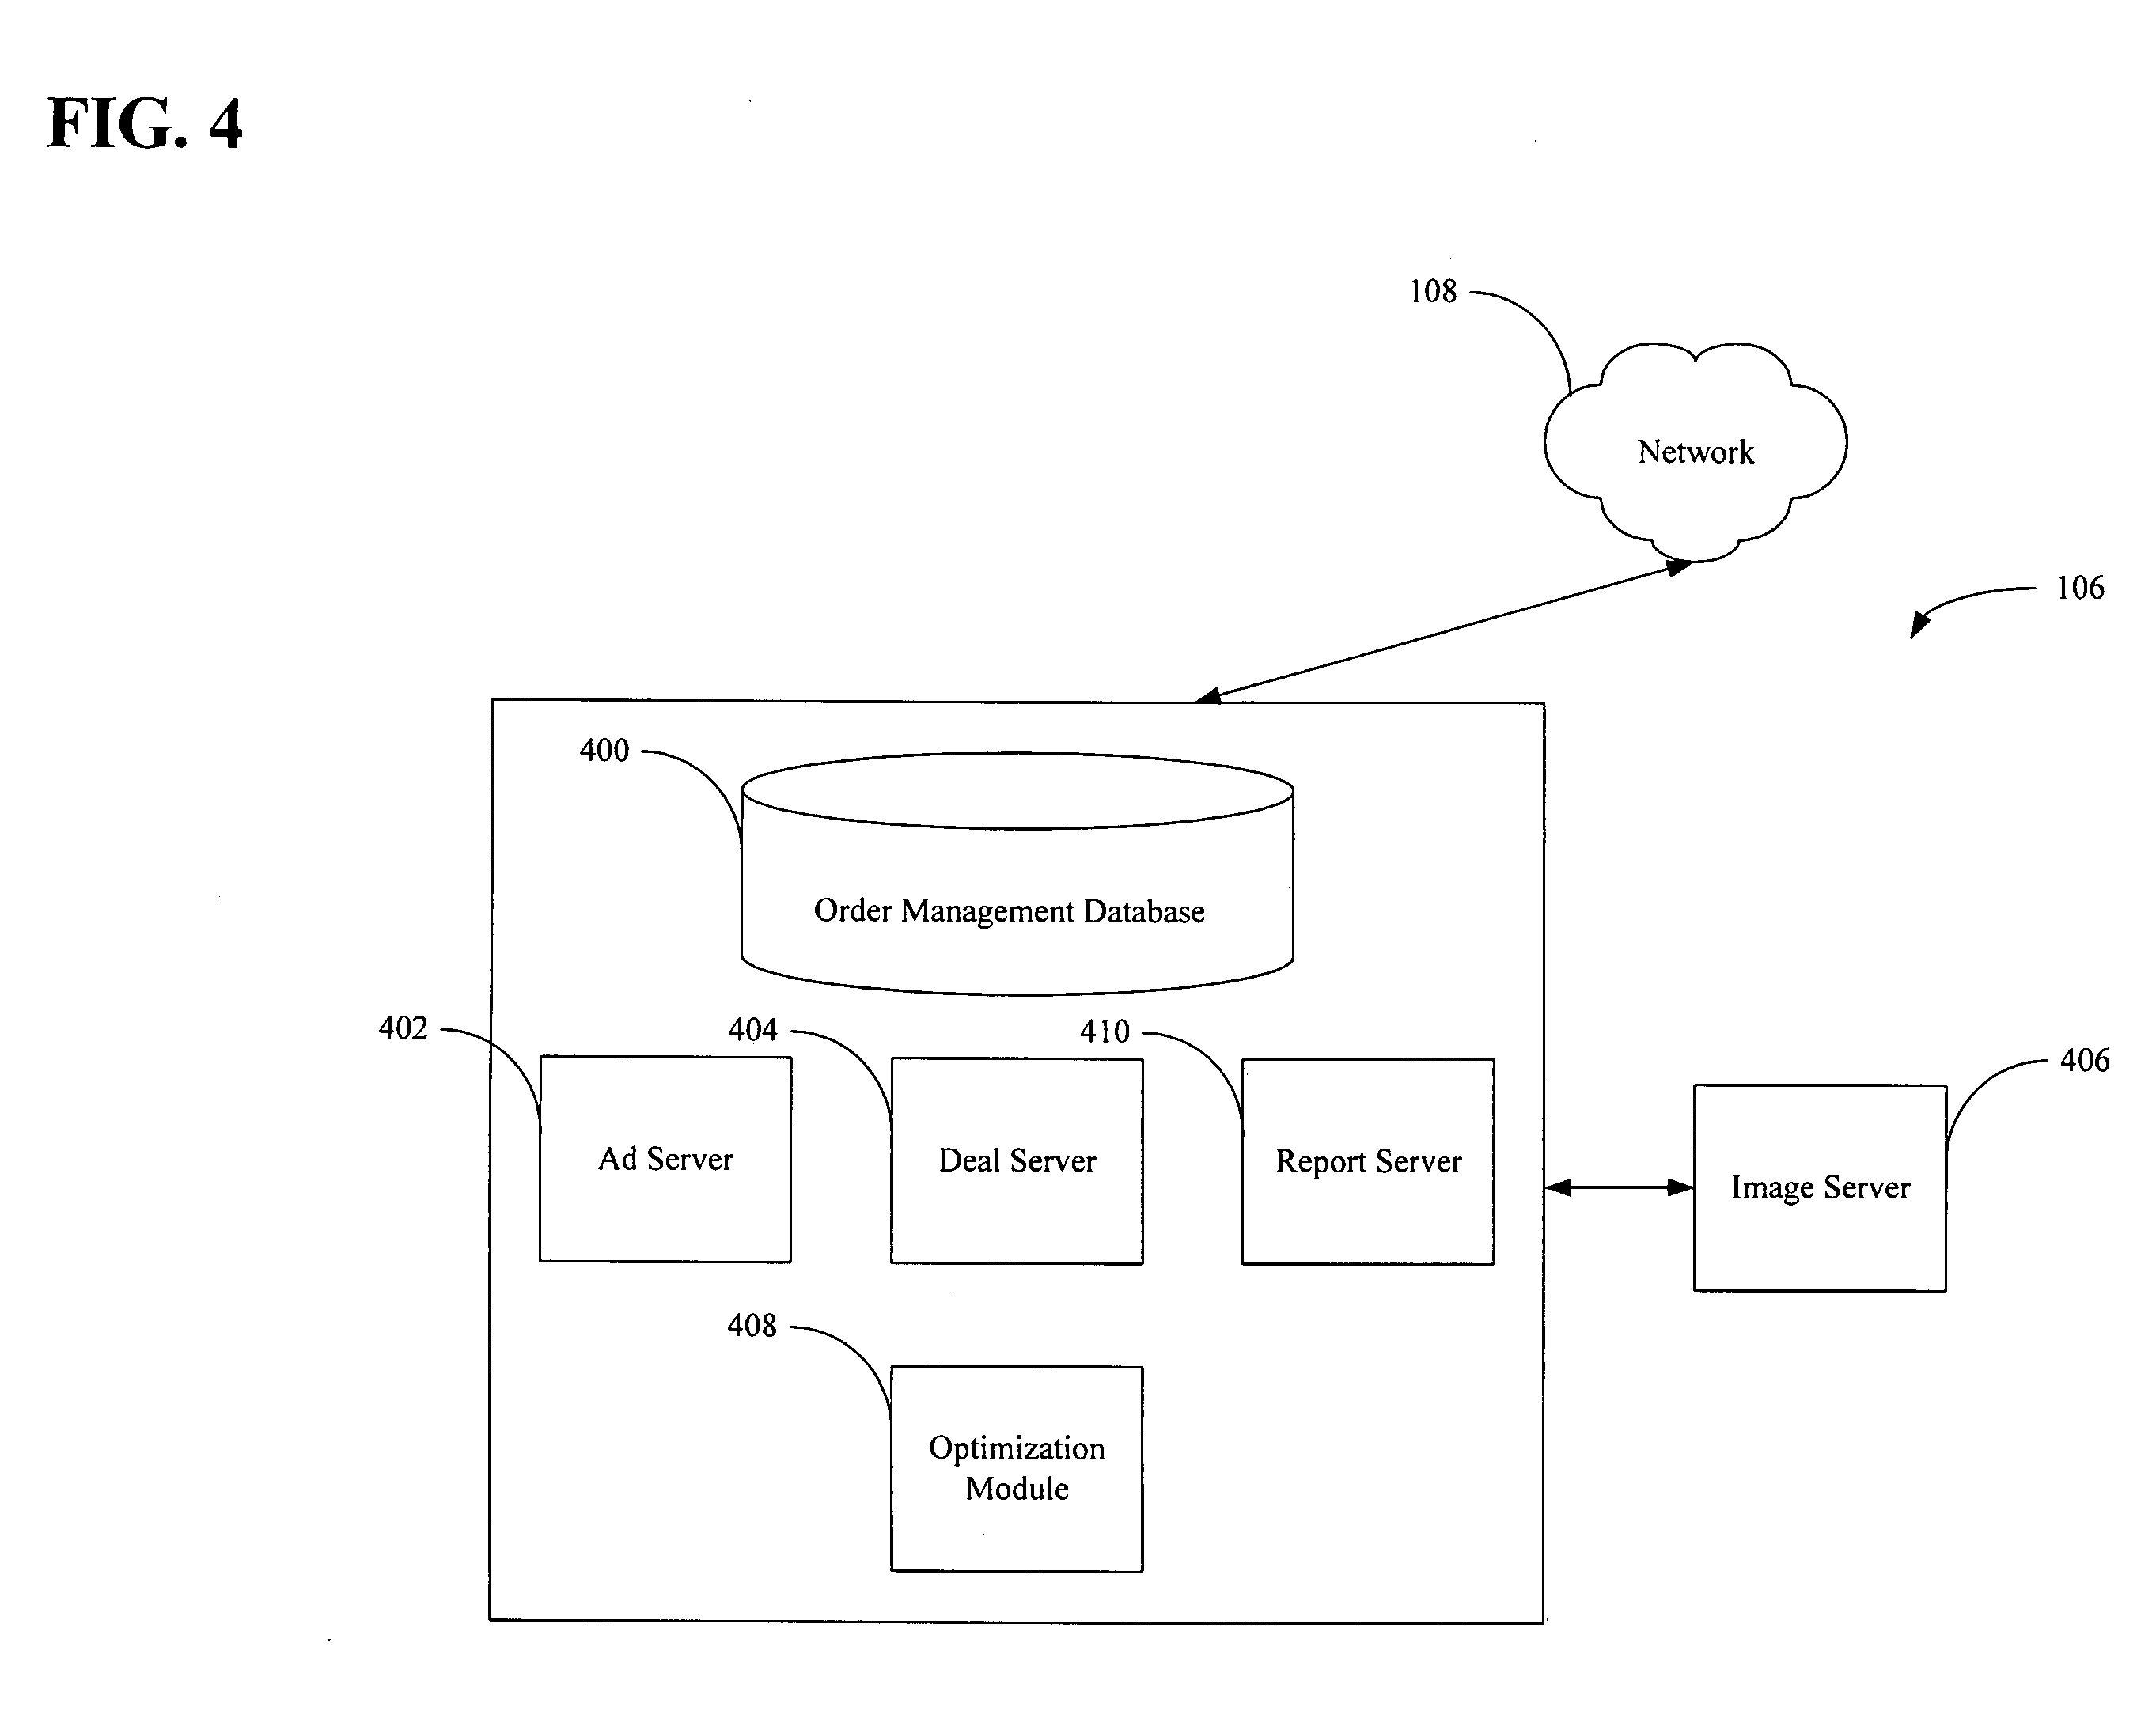 FIG. 4
108
Network
106
400
Order Management Database
402
404
410
406
Ad Server
Deal Server
Report Server
Image Server
408
Optimization
Module